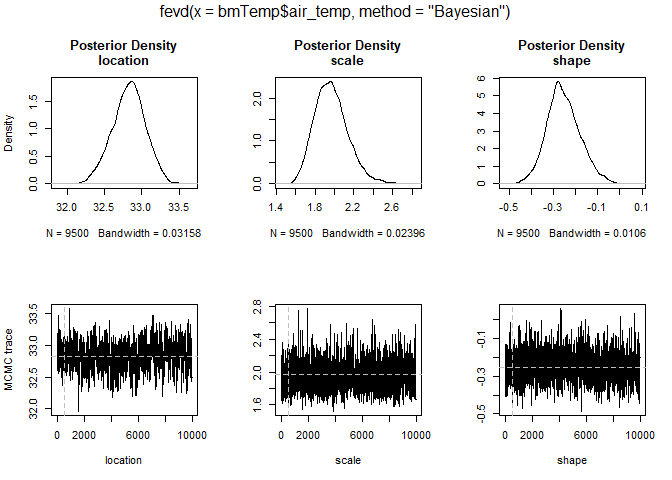 fevd(x = bmTemp$air_temp, method = "Bayesian")
Posterior Density
location
Density
0.0 0.5 1.0 1.5
32.0 32.5 33.0 33.5
N = 9500 Bandwidth = 0.03158
Posterior Density
scale
0.0 1.0 2.0
1.4 1.8 2.2 2.6
N = 9500 Bandwidth = 0.02396
Posterior Density
shape
0 1 2 3 4 5 6
-0.5 -0.3 -0.1 0.1
N = 9500 Bandwidth = 0.0106
MCMC trace
32.0 32.5 33.0 33.5
0 2000 6000 10000
location
1.6 2.0 2.4 2.8
0 2000 6000 10000
scale
-0.5 -0.3 -0.1
0 2000 6000 10000
shape